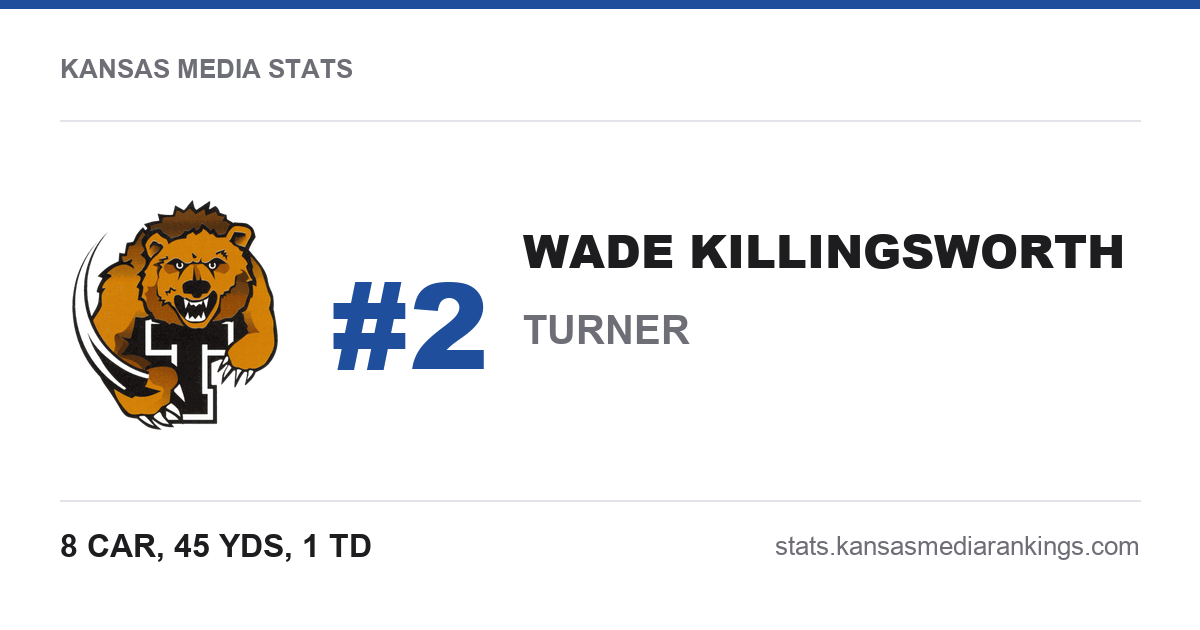 KANSAS MEDIA STATS
T
#2
WADE KILLINGSWORTH
TURNER
8 CAR, 45 YDS, 1 TD
stats.kansasmediarankings.com